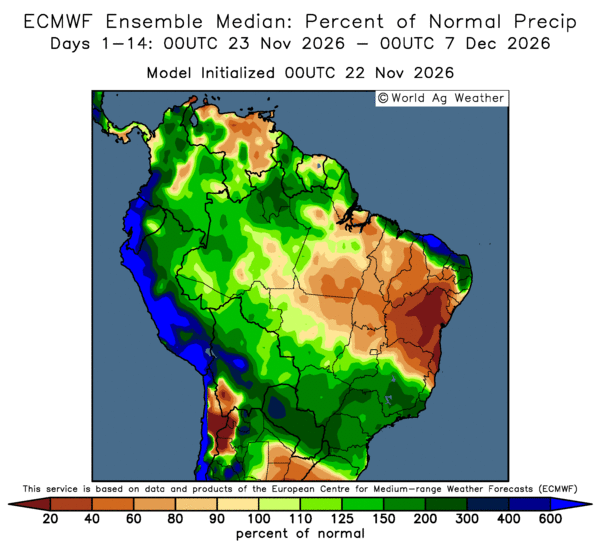 ECMWF Ensemble Median: Percent of Normal Precip
Days 1-14: 00UTC 23 Nov 2026 - 00UTC 7 Dec 2026
Model Initialized 00UTC 22 Nov 2026
© World Ag Weather
This service is based on data and products of the European Centre for Medium-range Weather Forecasts (ECMWF)
20 40 60 80 90 100 110 125 150 200 300 400 600
percent of normal